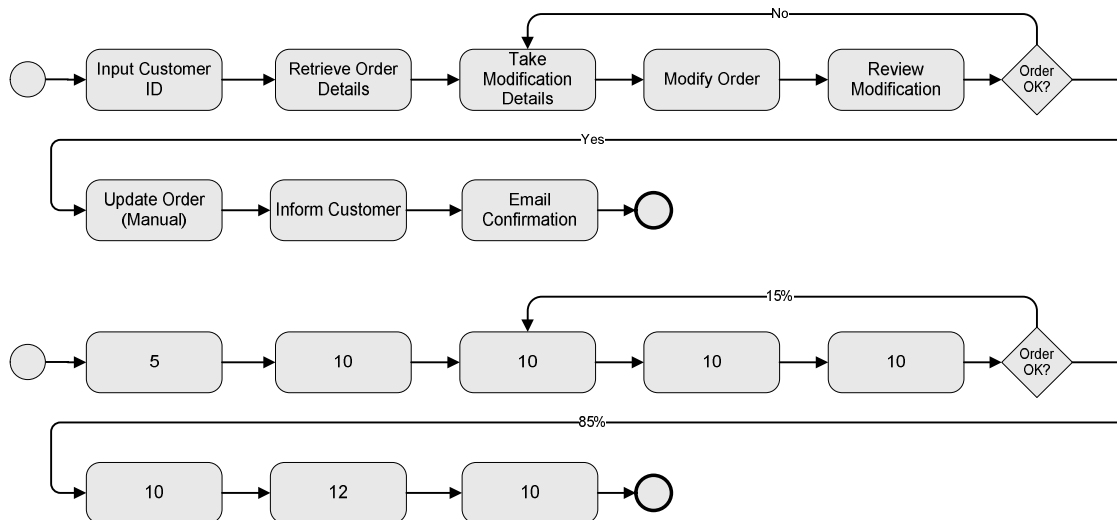 No
Input Customer
ID
Retrieve Order
Details
Take
Modification
Details
Modify Order
Review
Modification
Order
OK?
Yes
Update Order
(Manual)
Inform Customer
Email
Confirmation
15%
5
10
10
10
10
Order
OK?
85%
10
12
10